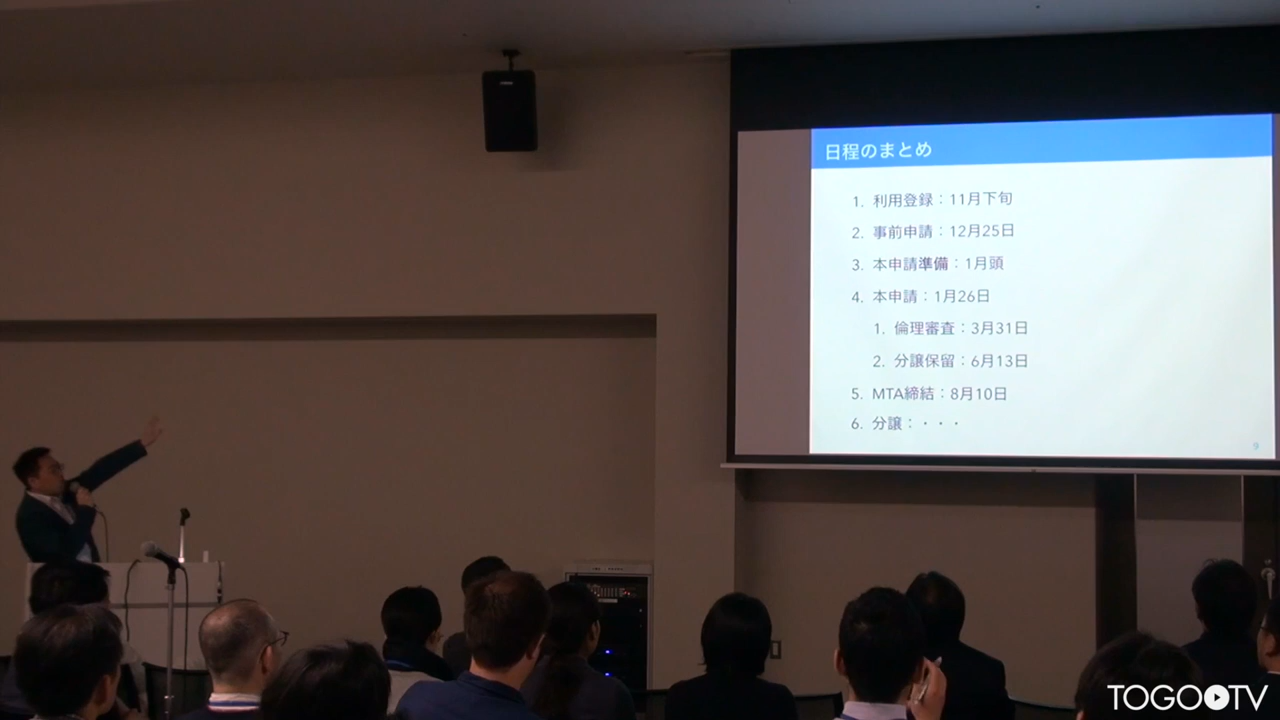 日程のまとめ
1. 利用登録：11月下旬
2. 事前申請：12月25日
3. 本申請準備：1月頭
4. 本申請：1月26日
1. 倫理審査：3月31日
2. 分譲保留：6月13日
5. MTA締結：8月10日
6. 分譲：・・・
9
TOGOTV